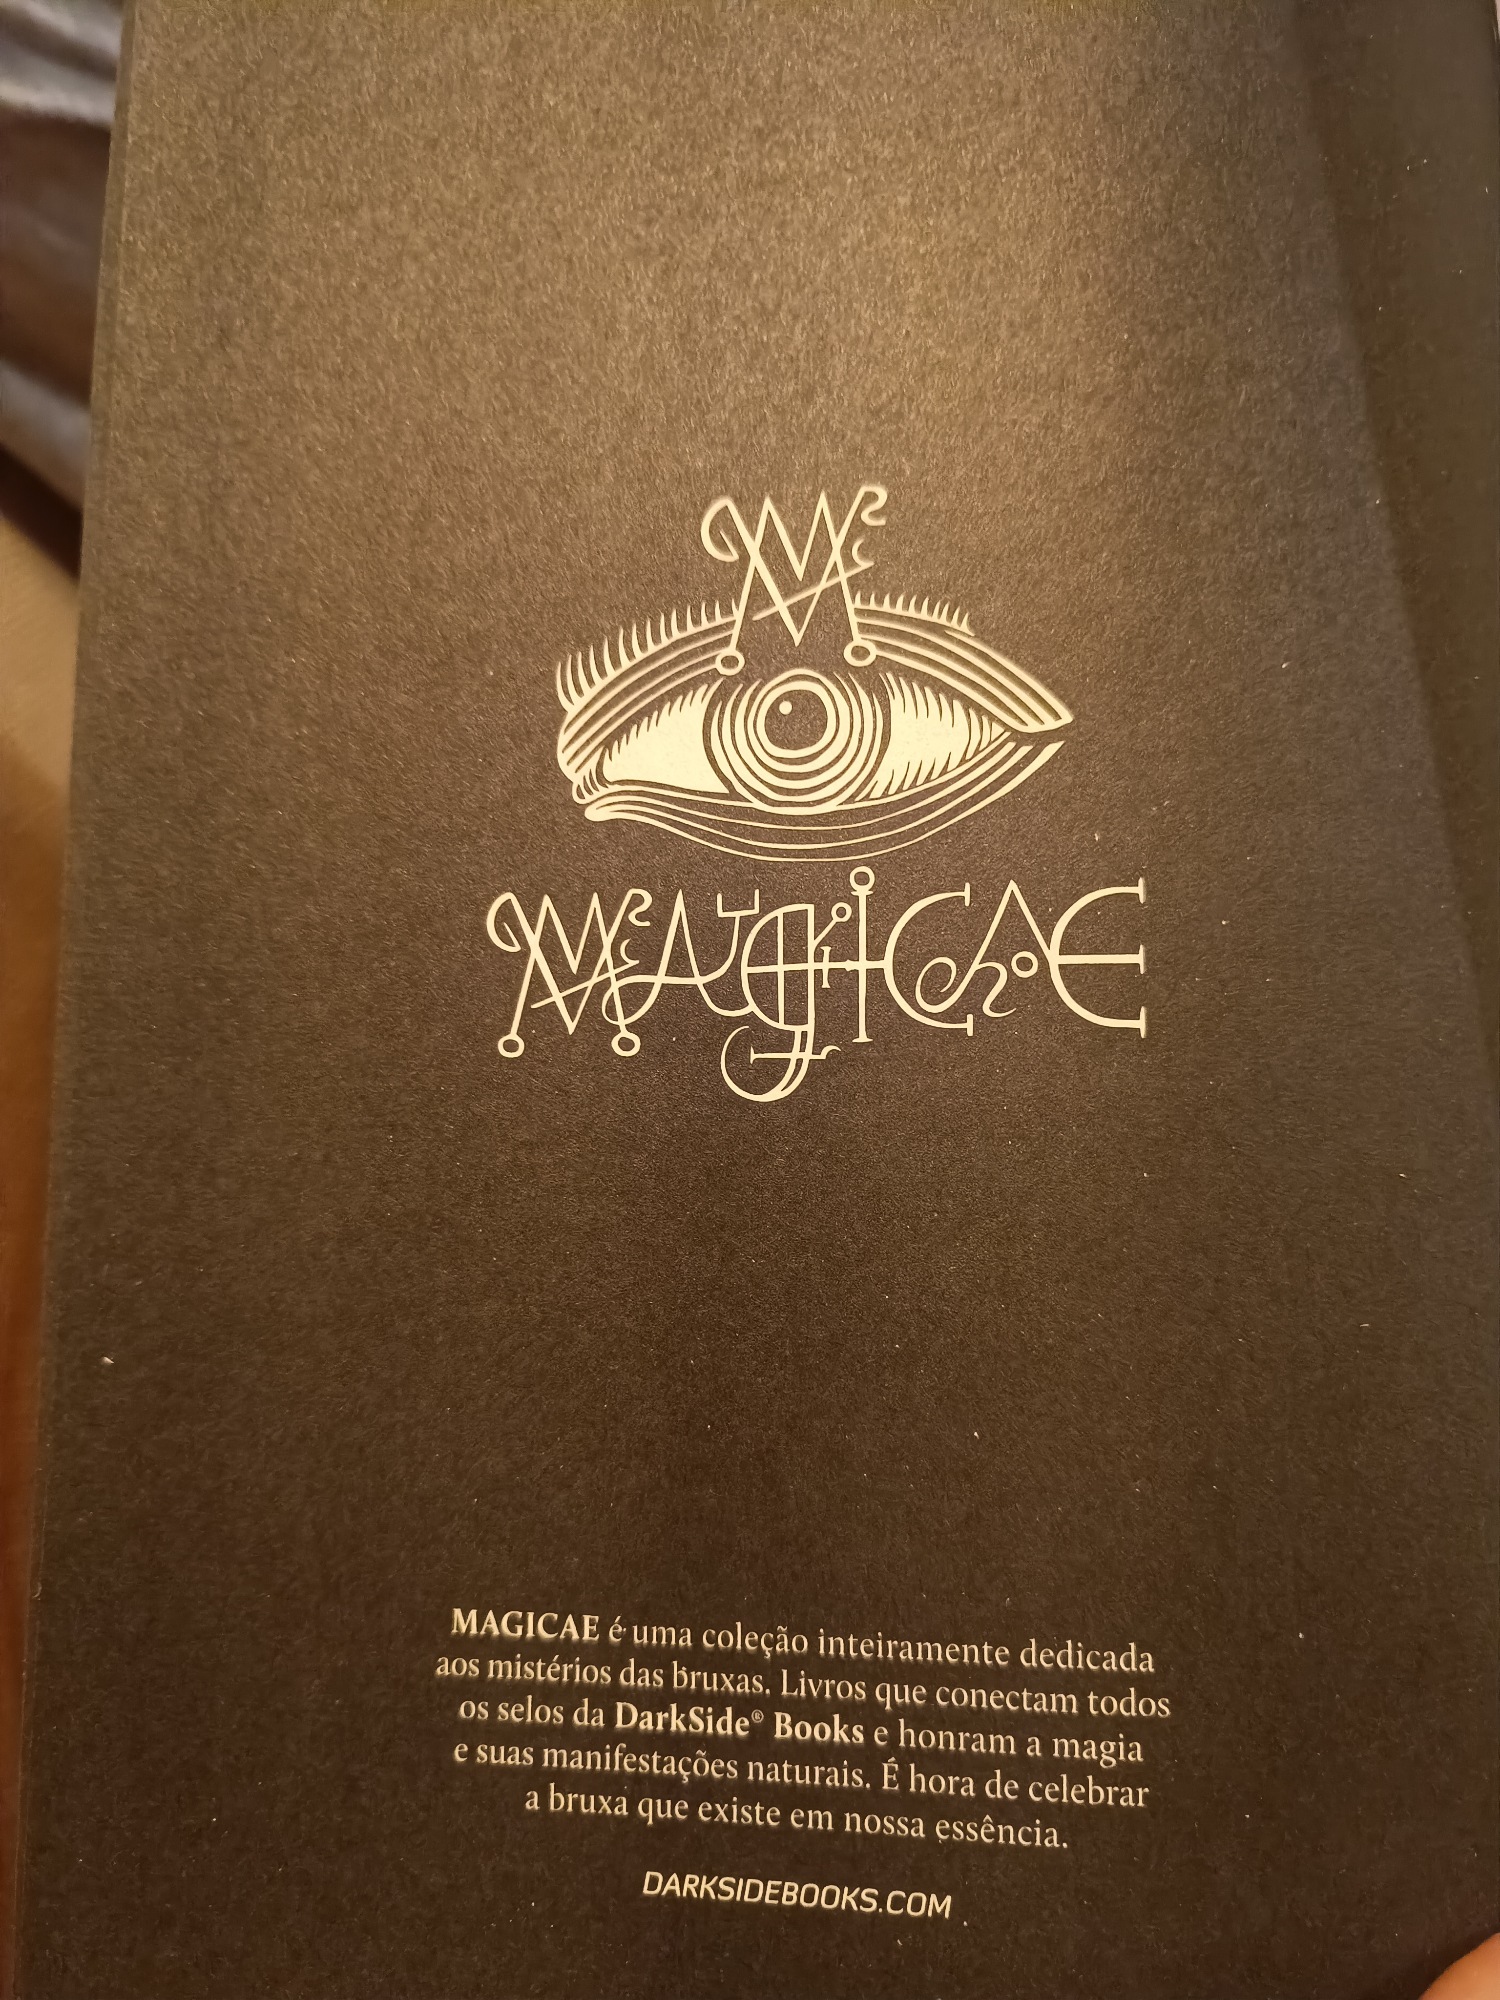 M
MAGICAE
MAGICAE é uma coleção inteiramente dedicada
aos mistérios das bruxas. Livros que conectam todos
os selos da DarkSide® Books e honram a magia
e suas manifestações naturais. É hora de celebrar
a bruxa que existe em nossa essência.
DARKSIDEBOOKS.COM